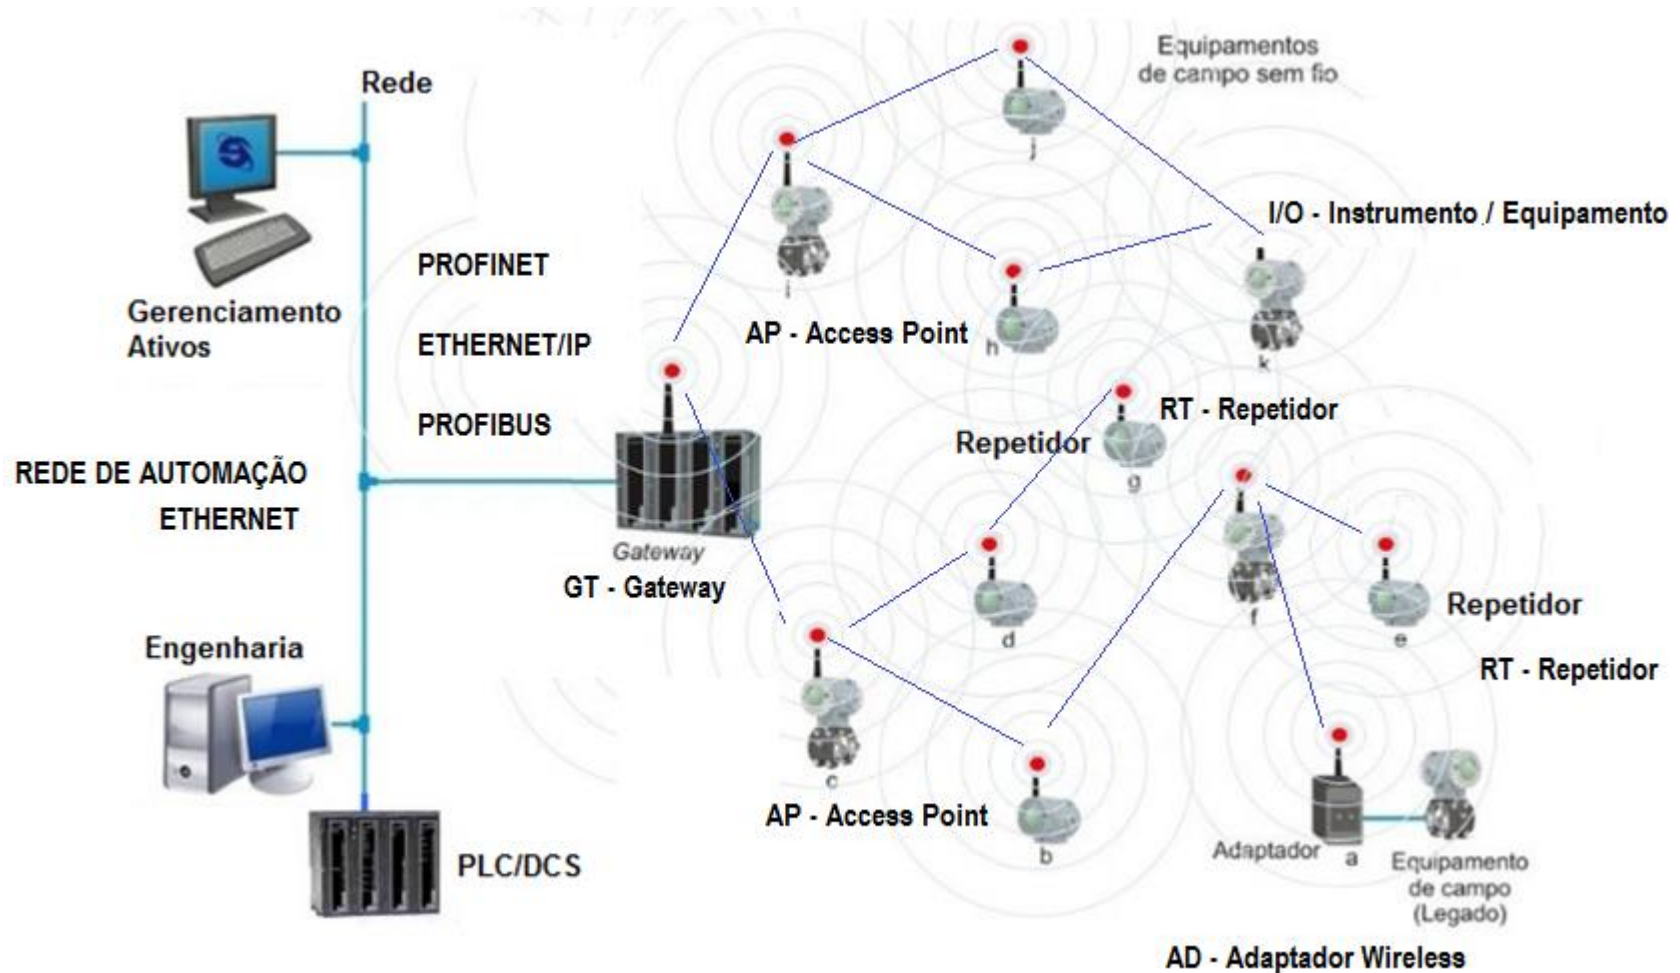 Rede
Equipamentos
de campo sem fio
j
I/O - Instrumento / Equipamento
PROFINET
Gerenciamento
Ativos
i
AP - Access Point
ETHERNET/IP
h
k
PROFIBUS
RT - Repetidor
Repetidor
g
REDE DE AUTOMAÇÃO
ETHERNET
Gateway
GT - Gateway
d
f
e
Repetidor
Engenharia
RT - Repetidor
c
AP - Access Point
b
PLC/DCS
Adaptador
a
Equipamento
de campo
(Legado)
AD - Adaptador Wireless